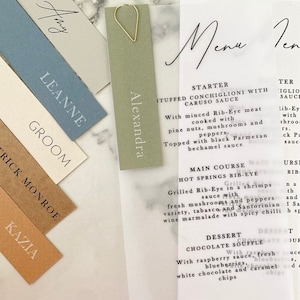 Amy
LEANNE
GROOM
RICK MONROE
KAZIA
Alexandra
Menu
STARTER
STUFFED CONCHIGLIONI WITH
CARUSO SAUCE
With minced Rib-Eye meat
cooked with
pine nuts, mushrooms and
peppers
Topped with black Parmesan
bechamel sauce
MAIN COURSE
HOT SPRINGS RIB-EYE
Grilled Rib-Eye in a shrimps
sauce with
fresh mushrooms and peppers
variety, tabasco and Santorinian
wine marmalade with spicy chilli
DESSERT
CHOCOLATE SOUFFLE
With raspberry sauce, fresh
blueberries,
white chocolate and caramel
chips